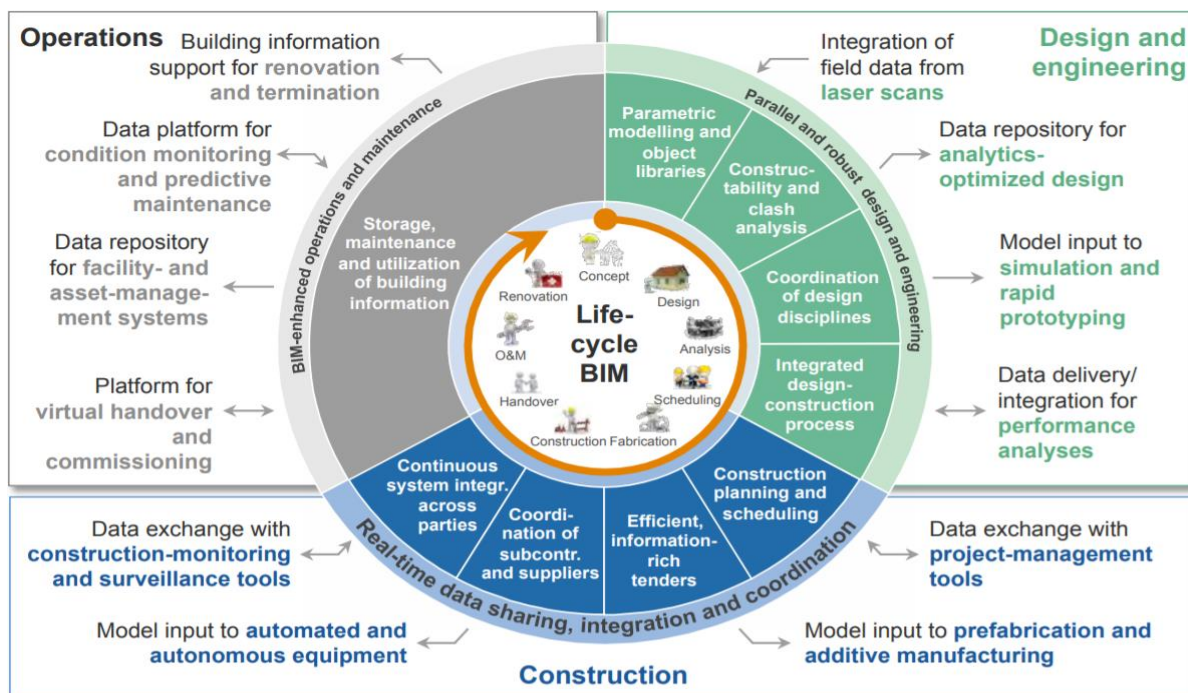 Operations
Building information
support for renovation
and termination
Data platform for
condition monitoring
and predictive
maintenance
Data repository
for facility- and
asset-manage-
ment systems
Platform for
virtual handover
and
commissioning
BIM-enhanced operations and maintenance
Storage,
maintenance
and utilization
of building
information
Design and
engineering
Integration of
field data from
laser scans
Data repository for
analytics-
optimized design
Model input to
simulation and
rapid
prototyping
Data delivery/
integration for
performance
analyses
Parallel and robust design and engineering
Parametric
modelling and
object
libraries
Construc-
tability and
clash
analysis
Coordination
of design
disciplines
Integrated
design-
construction
process
Life-
cycle
BIM
Concept
Design
Analysis
Scheduling
Fabrication
Construction
Handover
O&M
Renovation
Continuous
system integr.
across
parties
Coordi-
nation of
subcontr.
and suppliers
Efficient,
information-
rich
tenders
Construction
planning and
scheduling
Real-time data sharing, integration and coordination
Data exchange with
construction-monitoring
and surveillance tools
Model input to automated and
autonomous equipment
Data exchange with
project-management
tools
Model input to prefabrication and
additive manufacturing
Construction